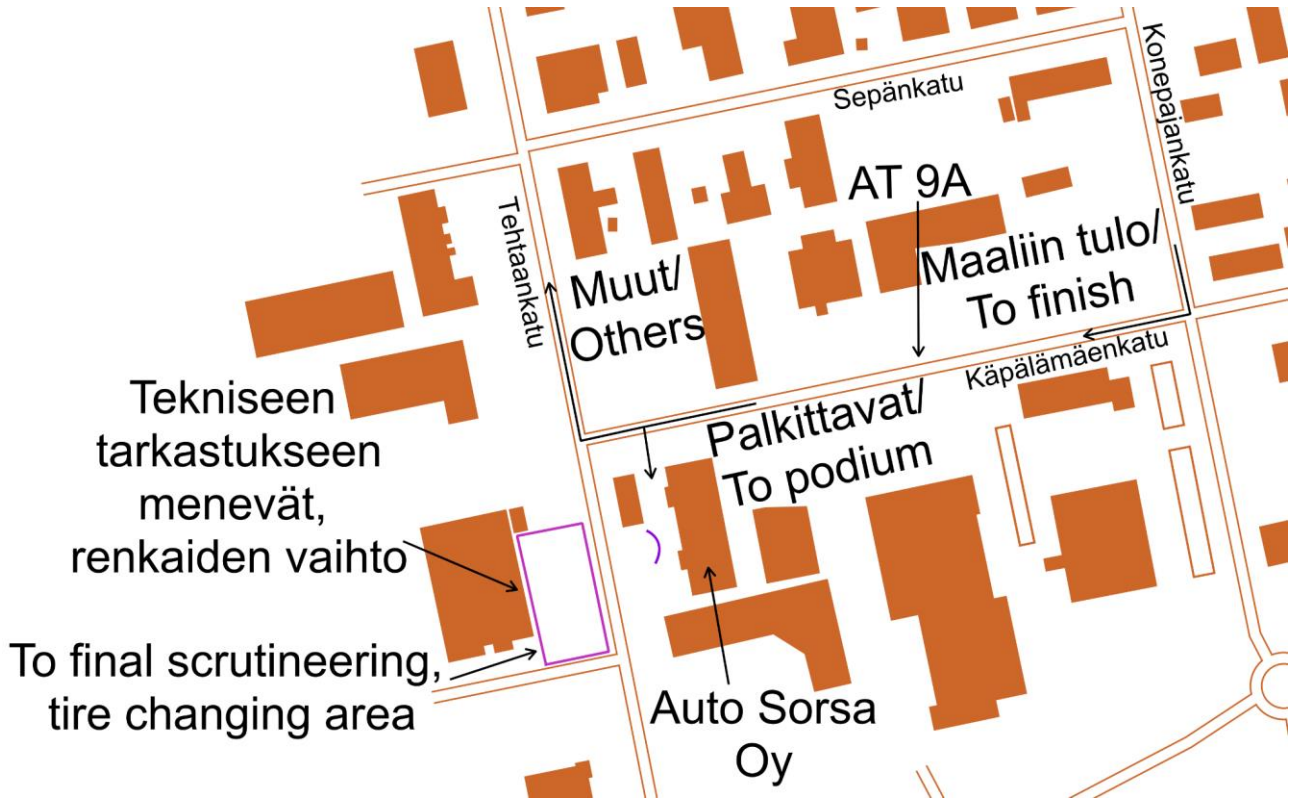 Sepänkatu
Konepajankatu
AT 9A
Tehtaankatu
Maaliin tulo/
To finish
Muut/
Others
Käpälämäenkatu
Palkittavat/
To podium
Tekniseen
tarkastukseen
menevät,
renkaiden vaihto
To final scrutineering,
tire changing area
Auto Sorsa
Oy